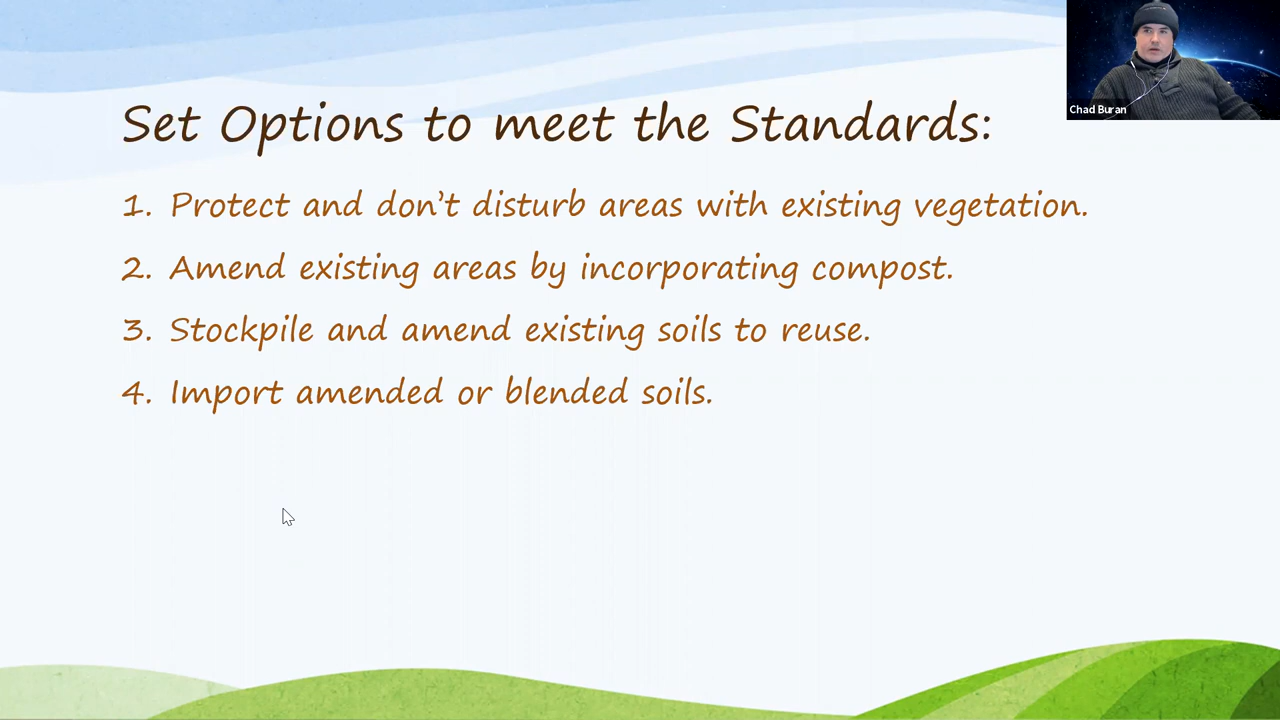 Set Options to meet the Standards:
1. Protect and don’t disturb areas with existing vegetation.
2. Amend existing areas by incorporating compost.
3. Stockpile and amend existing soils to reuse.
4. Import amended or blended soils.
Chad Buran